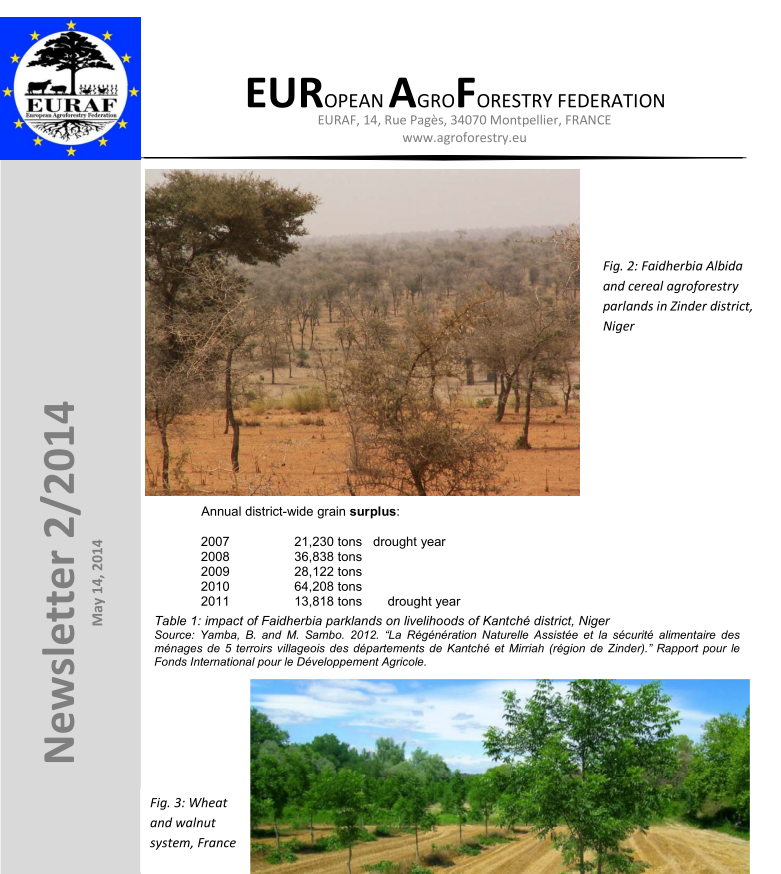 EURAF
European Agroforestry Federation
EUROPEAN AGROFORESTRY FEDERATION
EURAF, 14, Rue Pagès, 34070 Montpellier, FRANCE
www.agroforestry.eu
Newsletter 2/2014
May 14, 2014
Fig. 2: Faidherbia Albida
and cereal agroforestry
parlands in Zinder district,
Niger
Annual district-wide grain surplus:
2007 21,230 tons drought year
2008 36,838 tons
2009 28,122 tons
2010 64,208 tons
2011 13,818 tons drought year
Table 1: impact of Faidherbia parklands on livelihoods of Kantché district, Niger
Source: Yamba, B. and M. Sambo. 2012. “La Régénération Naturelle Assistée et la sécurité alimentaire des
ménages de 5 terroirs villageois des départements de Kantché et Mirriah (région de Zinder).” Rapport pour le
Fonds International pour le Développement Agricole.
Fig. 3: Wheat
and walnut
system, France